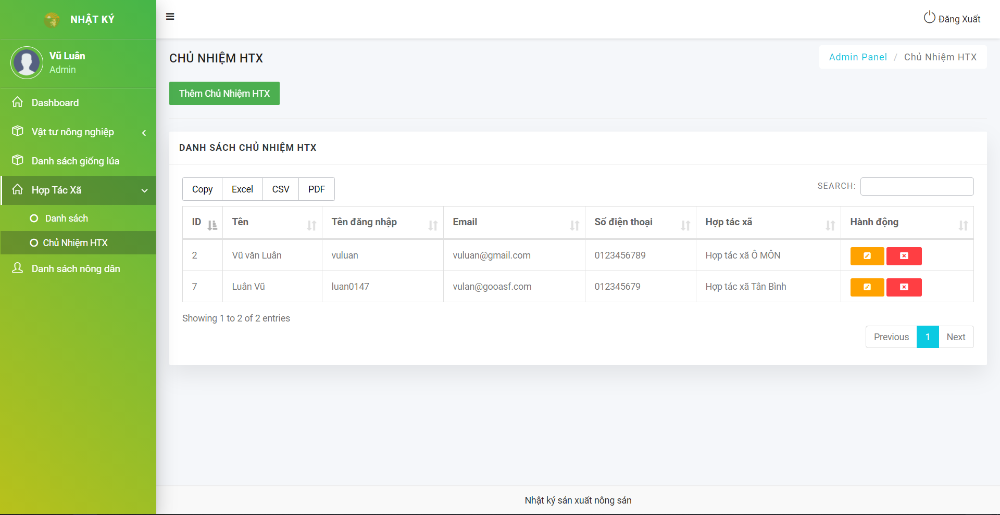 NHẬT KÝ
Vũ Luân
Admin
Dashboard
Vật tư nông nghiệp
Danh sách giống lúa
Hợp Tác Xã
Danh sách
Chủ Nhiệm HTX
Danh sách nông dân
Đăng Xuất
CHỦ NHIỆM HTX
Admin Panel / Chủ Nhiệm HTX
Thêm Chủ Nhiệm HTX
DANH SÁCH CHỦ NHIỆM HTX
Copy Excel CSV PDF
SEARCH:
ID Tên Tên đăng nhập Email Số điện thoại Hợp tác xã Hành động
2 Vũ văn Luân vuluan vuluan@gmail.com 0123456789 Hợp tác xã Ô MÔN
7 Luân Vũ luan0147 vulan@gooasf.com 012345679 Hợp tác xã Tân Bình
Showing 1 to 2 of 2 entries
Previous 1 Next
Nhật ký sản xuất nông sản